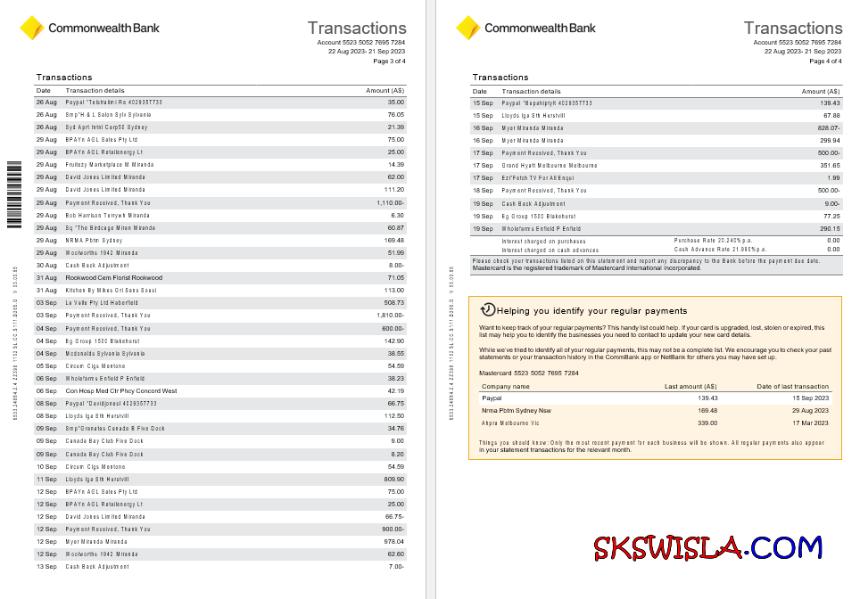 CommonwealthBank
Transactions
Account 5523 5052 7695 7284
22 Aug 2023- 21 Sep 2023
Page 3 of 4
Transactions
Date Transaction details Amount (A$)
26 Aug Paypal 4029357733 35.00
26 Aug Smp*H & L Salon Sylv Sylvania 76.05
26 Aug Syd Aprt Intnl Carp50 Sydney 21.39
29 Aug BPAYn AGL Sales Pty Ltd 75.00
29 Aug BPAYn AGL Retailenergy Lt 25.00
29 Aug Fruitezy Marketplace M Miranda 14.39
29 Aug David Jones Limited Miranda 62.00
29 Aug David Jones Limited Miranda 111.20
29 Aug Payment Received, Thank You 1,110.00-
29 Aug Rob Harrison Terrywh Miranda 6.30
29 Aug Sq *The Birdcage Miran Miranda 60.87
29 Aug NRMA Pbtm Sydney 169.48
29 Aug Woolworths 1942 Miranda 51.99
30 Aug Cash Back Adjustment 8.00-
31 Aug Rookwood Cem Florist Rookwood 71.05
31 Aug Kitchen By Mikes Ori Sans Souci 113.00
03 Sep La Valle Pty Ltd Haberfield 508.73
03 Sep Payment Received, Thank You 1,810.00-
04 Sep Payment Received, Thank You 600.00-
04 Sep Bg Group 1500 Blakehurst 142.90
04 Sep Mcdonalds Sylvania Sylvania 38.55
05 Sep Circum Clgs Mentone 54.59
06 Sep Wholefarms Enfield P Enfield 38.23
06 Sep Con Hosp Med Ctr Phcy Concord West 42.19
08 Sep Paypal 4029357733 66.75
08 Sep Lloyds Iga Sth Hurstvill 112.50
09 Sep Smp*Granatas Canada B Five Dock 34.76
09 Sep Canada Bay Club Five Dock 9.00
09 Sep Canada Bay Club Five Dock 8.20
10 Sep Circum Clgs Mentone 54.59
11 Sep Lloyds Iga Sth Hurstvill 809.90
12 Sep BPAYn AGL Sales Pty Ltd 75.00
12 Sep BPAYn AGL Retailenergy Lt 25.00
12 Sep David Jones Limited Miranda 66.75-
12 Sep Payment Received, Thank You 900.00-
12 Sep Myer Miranda Miranda 978.04
12 Sep Woolworths 1942 Miranda 62.60
13 Sep Cash Back Adjustment 7.00-
CommonwealthBank
Transactions
Account 5523 5052 7695 7284
22 Aug 2023- 21 Sep 2023
Page 4 of 4
Transactions
Date Transaction details Amount (A$)
15 Sep Paypal 4029357733 139.43
15 Sep Lloyds Iga Sth Hurstvill 67.88
16 Sep Myer Miranda Miranda 828.07-
16 Sep Myer Miranda Miranda 299.94
17 Sep Payment Received, Thank You 500.00-
17 Sep Grand Hyatt Melbourne Melbourne 351.65
17 Sep Ezi*Fetch TV For All Enqui 1.99
18 Sep Payment Received, Thank You 500.00-
19 Sep Cash Back Adjustment 9.00-
19 Sep Bg Group 1500 Blakehurst 77.25
19 Sep Wholefarms Enfield P Enfield 290.15
Interest charged on purchases Purchase Rate 20.240%p.a. 0.00
Interest charged on cash advances Cash Advance Rate 21.990%p.a. 0.00
Please check your transactions listed on this statement and report any discrepancy to the Bank before the payment due date.
Mastercard is the registered trademark of Mastercard International Incorporated.
Helping you identify your regular payments
Want to keep track of your regular payments? This handy list could help. If your card is upgraded, lost, stolen or expired, this
list may help you to identify the businesses you need to contact to update your new card details.
While we've tried to identify all of your regular payments, this may not be a complete list. We encourage you to check your past
statements or your transaction history in the CommBank app or NetBank for others you may have set up.
Mastercard 5523 5052 7695 7284
Company name Last amount (A$) Date of last transaction
Paypal 139.43 15 Sep 2023
Nrma Pbtm Sydney Nsw 169.48 29 Aug 2023
Ahpra Melbourne Vic 339.00 17 Mar 2023
Things you should know: Only the most recent payment for each business will be shown. All regular payments also appear
in your statement transactions for the relevant month.
SKSWISLA.COM